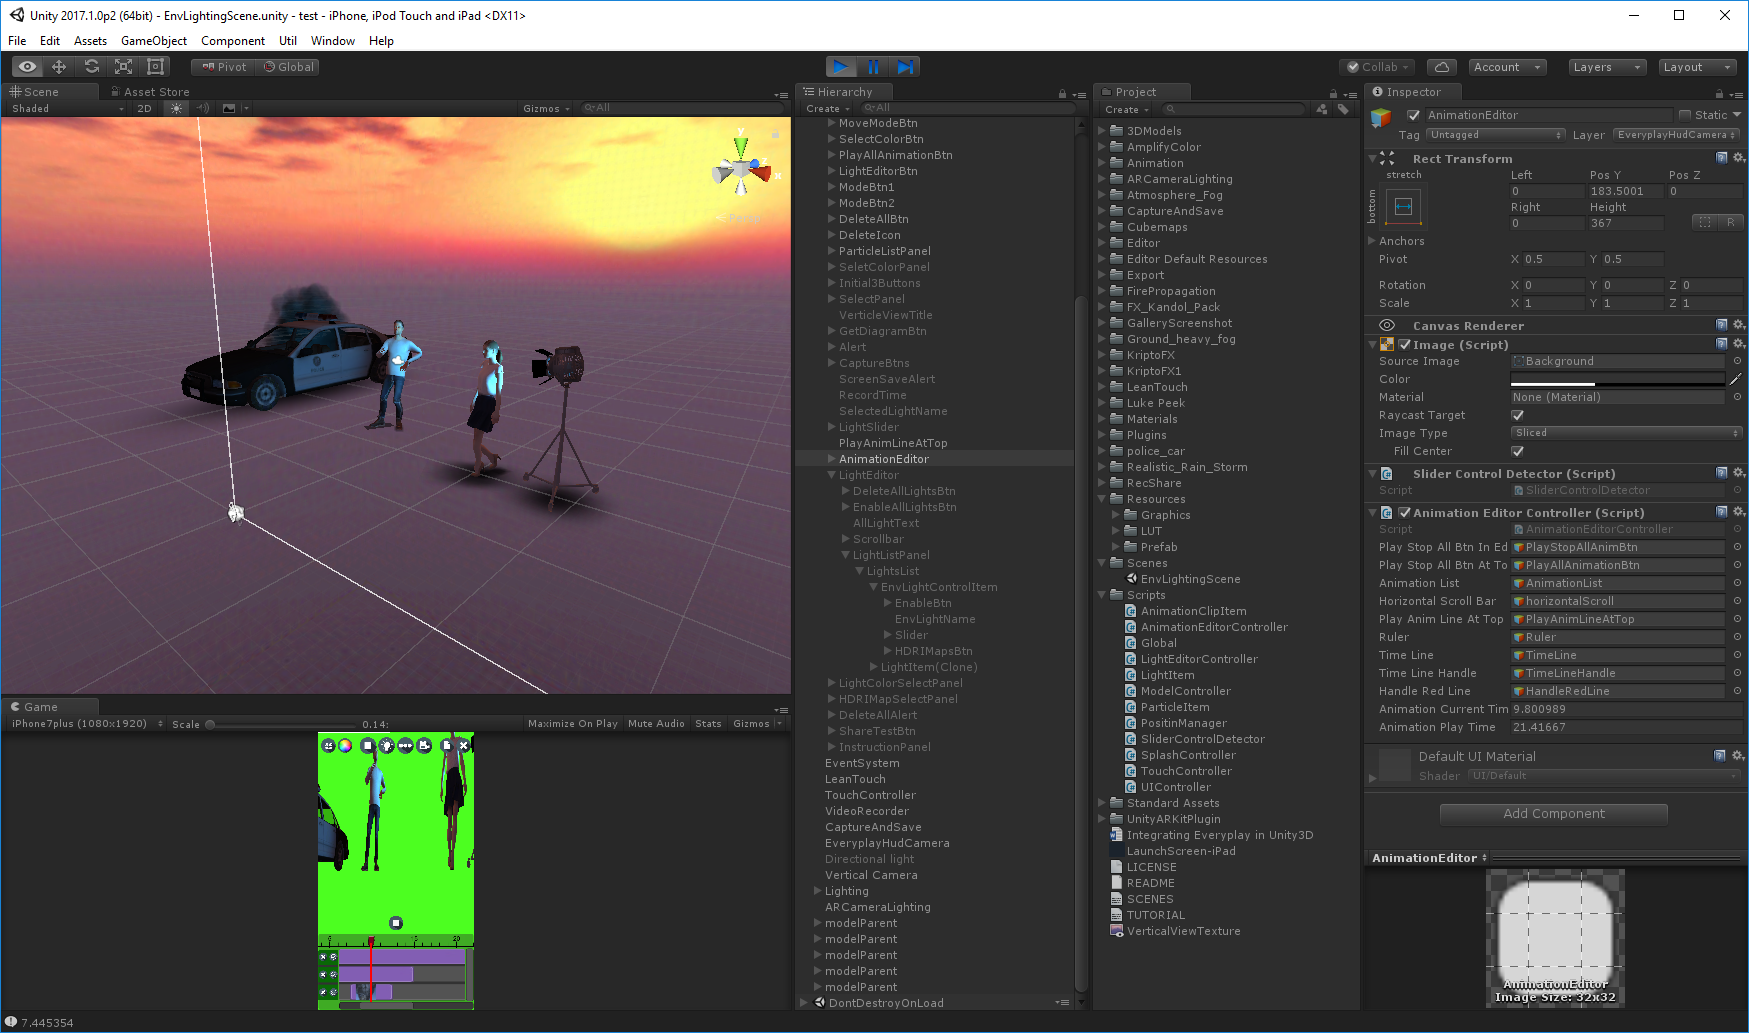 Unity 2017.1.0p2 (64bit) - EnvLightingScene.unity - test - iPhone, iPod Touch and iPad <DX11>
File Edit Assets GameObject Component Util Window Help
Pivot Global Collab Account Layers Layout
Scene Asset Store
Shaded 2D Gizmos All
y
x
Game
iPhone7plus (1080x1920) Scale 0.14: Maximize On Play Mute Audio Stats Gizmos
5 15 20
7.445354
Hierarchy
Create All
MoveModeBtn
SelectColorBtn
PlayAllAnimationBtn
LightEditorBtn
ModeBtn1
ModeBtn2
DeleteAllBtn
DeleteIcon
ParticleListPanel
SeletColorPanel
Initial3Buttons
SelectPanel
VerticleViewTitle
GetDiagramBtn
Alert
CaptureBtns
ScreenSaveAlert
RecordTime
SelectedLightName
LightSlider
PlayAnimLineAtTop
AnimationEditor
LightEditor
DeleteAllLightsBtn
EnableAllLightsBtn
AllLightText
Scrollbar
LightListPanel
LightsList
EnvLightControlItem
EnableBtn
EnvLightName
Slider
HDRIMapsBtn
LightItem(Clone)
LightColorSelectPanel
HDRIMapSelectPanel
DeleteAllAlert
ShareTestBtn
InstructionPanel
EventSystem
LeanTouch
TouchController
VideoRecorder
CaptureAndSave
EveryplayHudCamera
Directional light
Vertical Camera
Lighting
ARCameraLighting
modelParent
modelParent
modelParent
modelParent
modelParent
DontDestroyOnLoad
Project
Create
3DModels
AmplifyColor
Animation
ARCameraLighting
Atmosphere_Fog
CaptureAndSave
Cubemaps
Editor
Editor Default Resources
Export
FirePropagation
FX_Kandol_Pack
GalleryScreenshot
Ground_heavy_fog
KriptoFX
KriptoFX1
LeanTouch
Luke Peek
Materials
Plugins
police_car
Realistic_Rain_Storm
RecShare
Resources
Graphics
LUT
Prefab
Scenes
EnvLightingScene
Scripts
AnimationClipItem
AnimationEditorController
Global
LightEditorController
LightItem
ModelController
ParticleItem
PositinManager
SliderControlDetector
SplashController
TouchController
UIController
Standard Assets
UnityARKitPlugin
Integrating Everyplay in Unity3D
LaunchScreen-iPad
LICENSE
README
SCENES
TUTORIAL
VerticalViewTexture
Inspector
AnimationEditor Static
Tag Untagged Layer EveryplayHudCamera
Rect Transform
stretch Left Pos Y Pos Z
0 183.5001 0
bottom Right Height
0 367 R
Anchors
Pivot X 0.5 Y 0.5
Rotation X 0 Y 0 Z 0
Scale X 1 Y 1 Z 1
Canvas Renderer
Image (Script)
Source Image Background
Color
Material None (Material)
Raycast Target
Image Type Sliced
Fill Center
Slider Control Detector (Script)
Script SliderControlDetector
Animation Editor Controller (Script)
Script AnimationEditorController
Play Stop All Btn In Ed PlayStopAllAnimBtn
Play Stop All Btn At To PlayAllAnimationBtn
Animation List AnimationList
Horizontal Scroll Bar horizontalScroll
Play Anim Line At Top PlayAnimLineAtTop
Ruler Ruler
Time Line TimeLine
Time Line Handle TimeLineHandle
Handle Red Line HandleRedLine
Animation Current Tim 9.800989
Animation Play Time 21.41667
Default UI Material
Shader UI/Default
Add Component
AnimationEditor
AnimationEditor
Image Size: 32x32